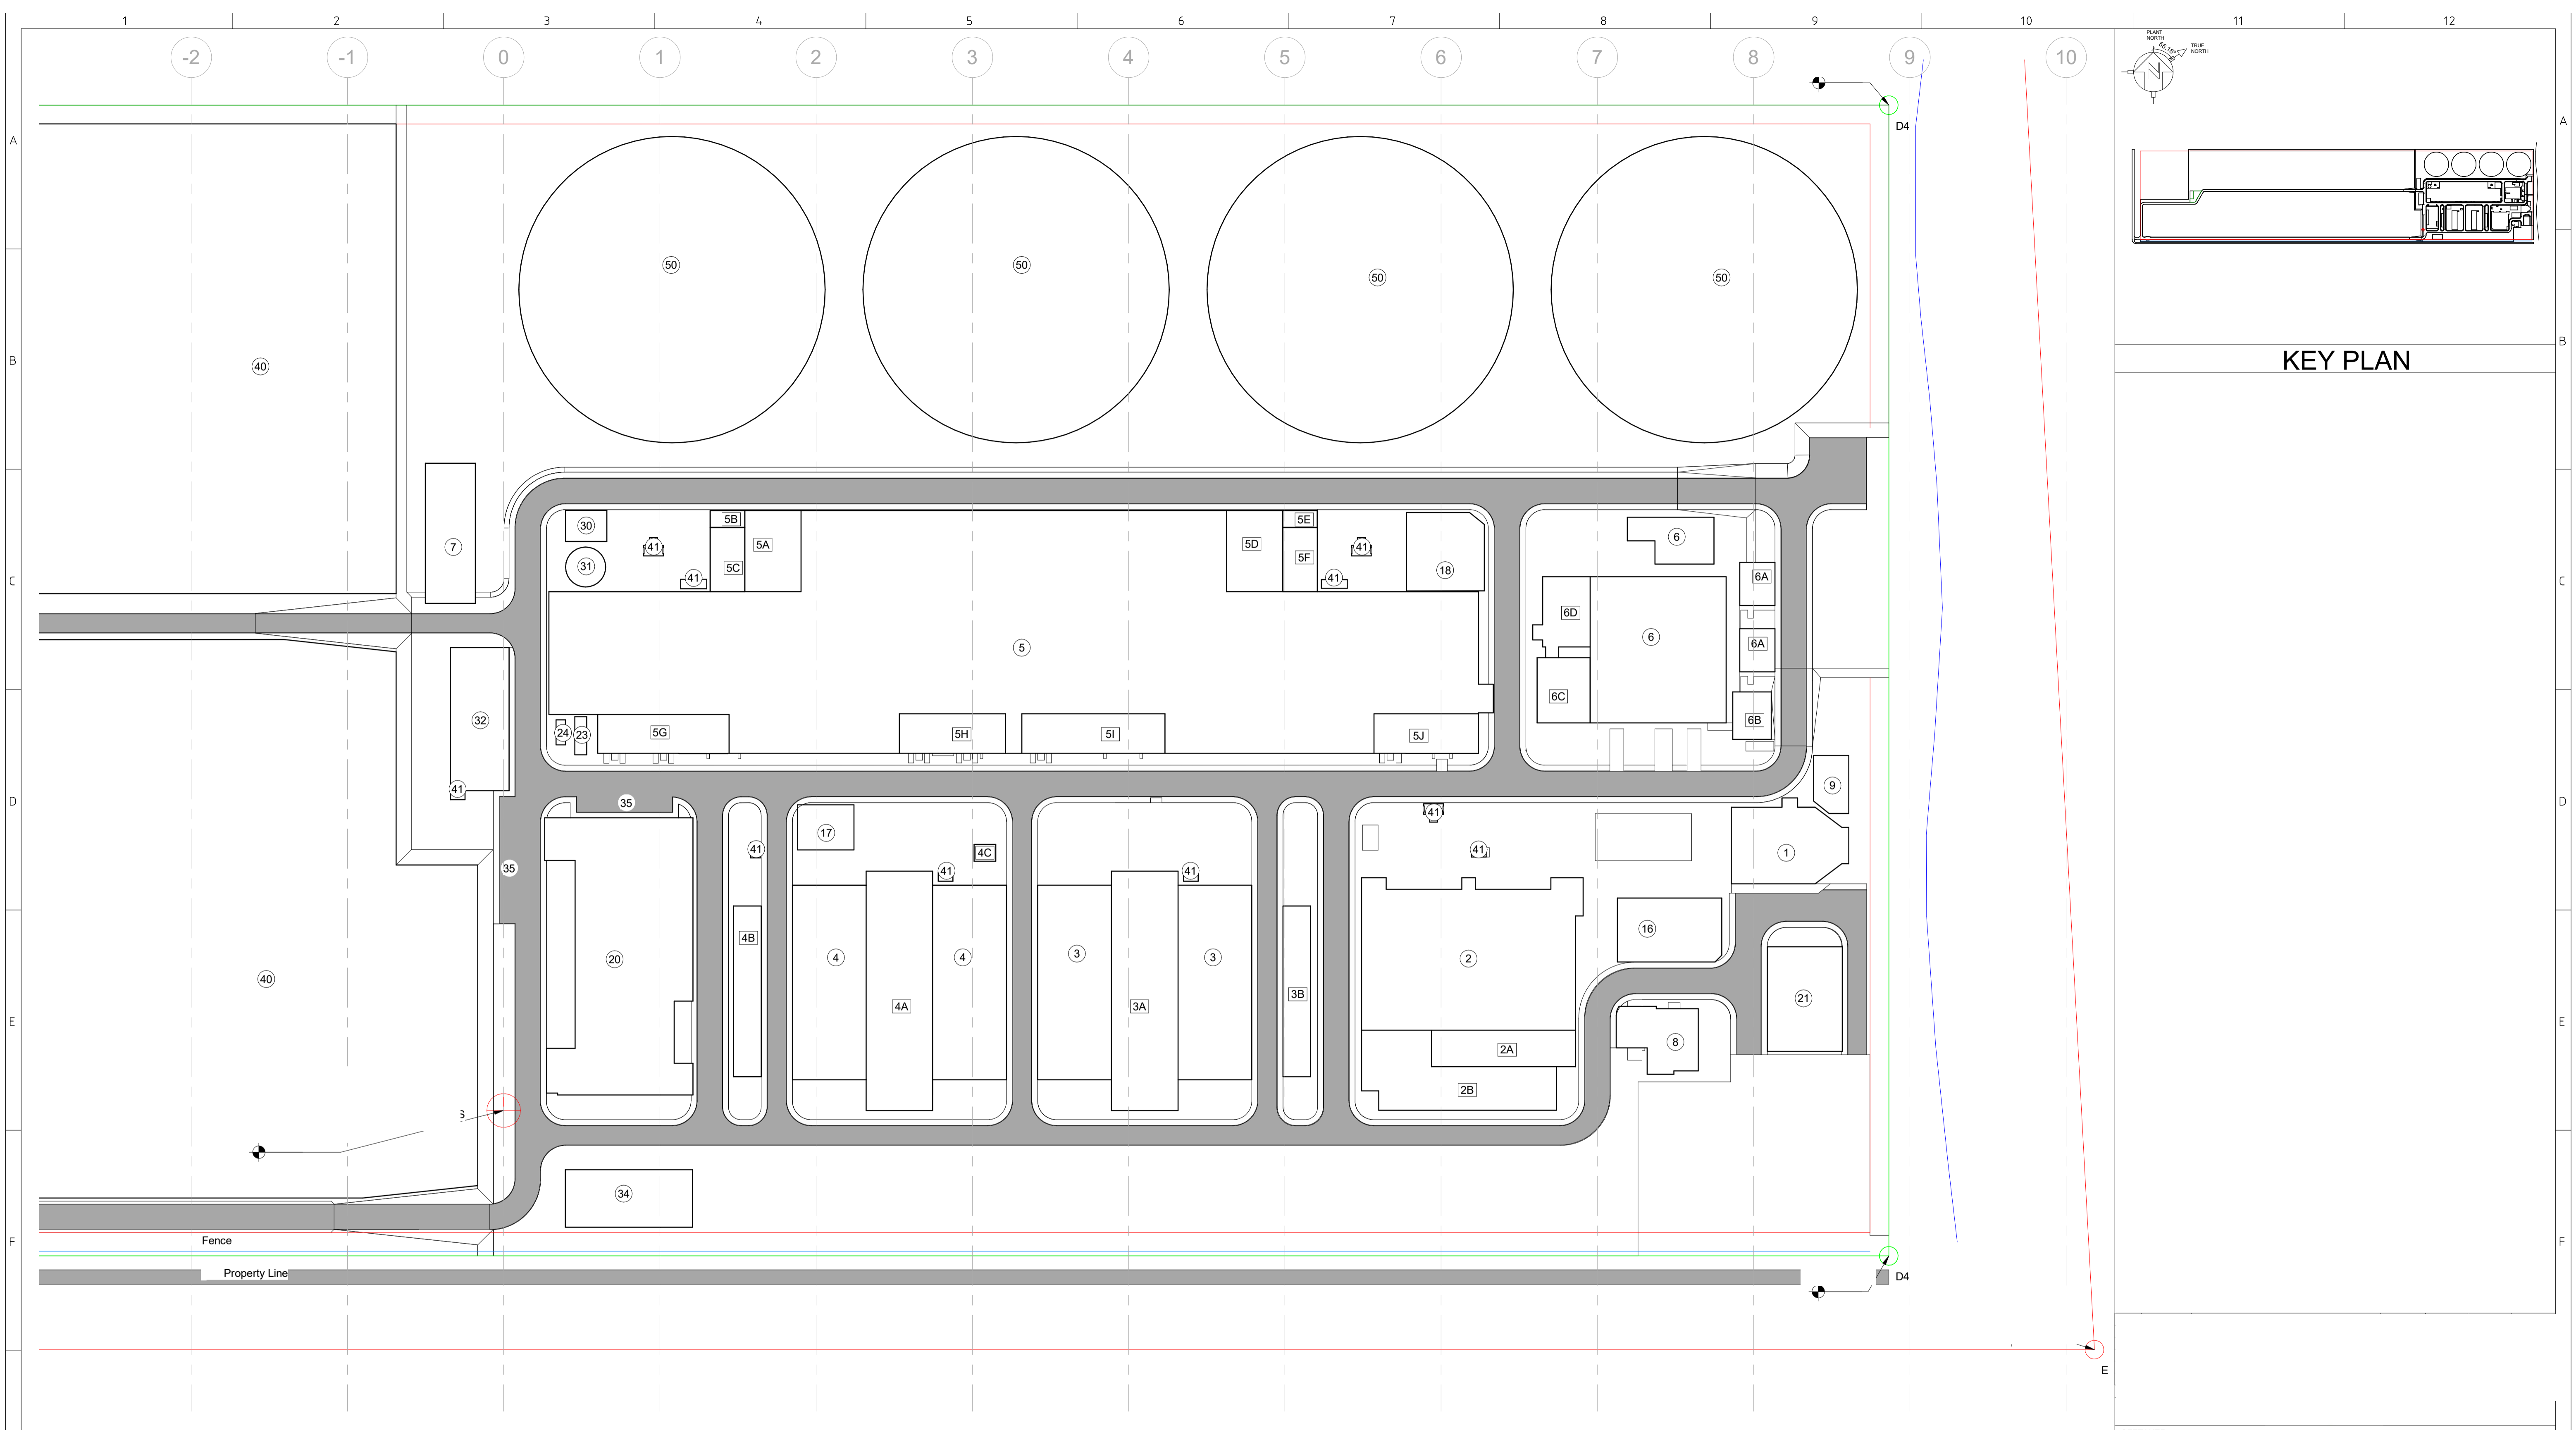 1 2 3 4 5 6 7 8 9 10 11 12
-2 -1 0 1 2 3 4 5 6 7 8 9 10
PLANT
NORTH
TRUE
NORTH
55.16°
N
D4
A A
50 50 50 50
B B
40
KEY PLAN
30 5B 5A 5E 5D 6
41 41
7 31 5C 41 5F 41 18 6A
C C
6D
5 6 6A
32 6C 6B
24 23 5G 5H 5I 5J
41 9
D D
35 17 41
35 41 4C 41 41 41 1
4B 16
40 20 4 4 3 3 2
4A 3A 3B 21
E E
2A 8
2B
S
34
F F
Fence
Property Line
D4
E